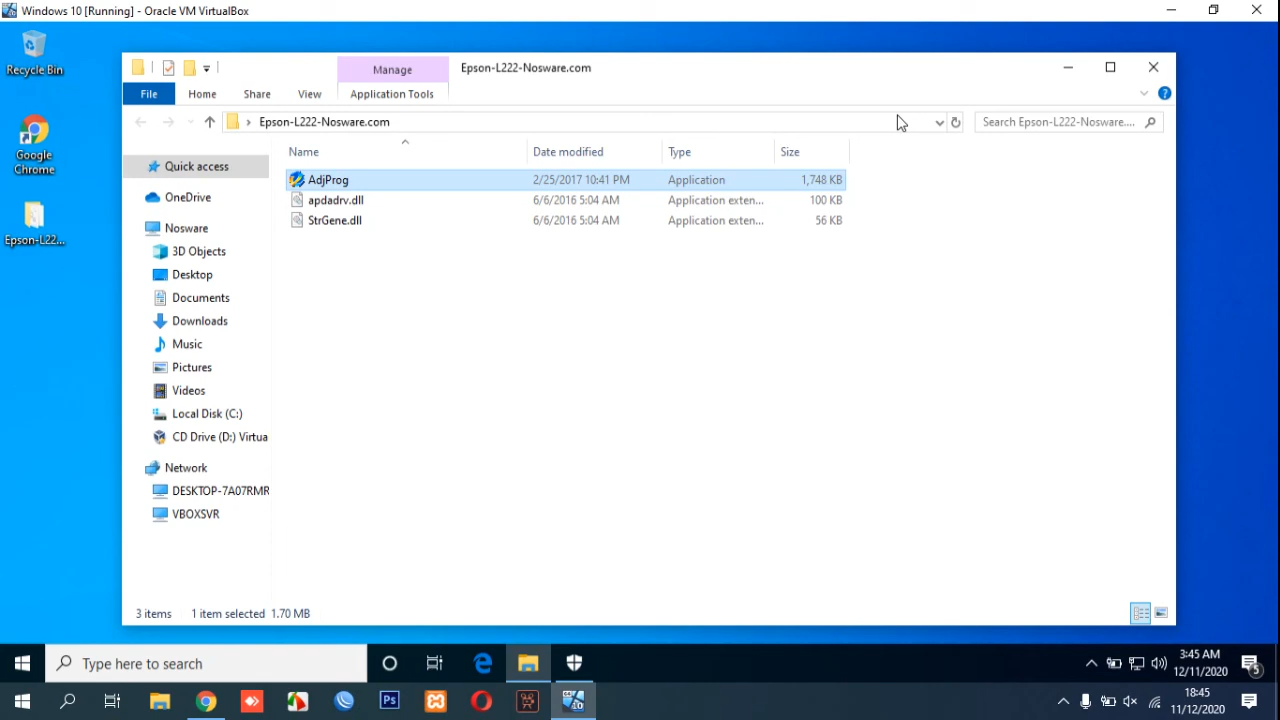 Windows 10 [Running] - Oracle VM VirtualBox
Recycle Bin
Google
Chrome
Epson-L22...
Manage
Epson-L222-Nosware.com
File
Home
Share
View
Application Tools
Epson-L222-Nosware.com
Search Epson-L222-Nosware....
Name
Date modified
Type
Size
AdjProg
2/25/2017 10:41 PM
Application
1,748 KB
apdadrv.dll
6/6/2016 5:04 AM
Application exten...
100 KB
StrGene.dll
6/6/2016 5:04 AM
Application exten...
56 KB
Quick access
OneDrive
Nosware
3D Objects
Desktop
Documents
Downloads
Music
Pictures
Videos
Local Disk (C:)
CD Drive (D:) Virtua
Network
DESKTOP-7A07RMR
VBOXSVR
3 items
1 item selected
1.70 MB
Type here to search
3:45 AM
12/11/2020
5
Ps
18:45
11/12/2020